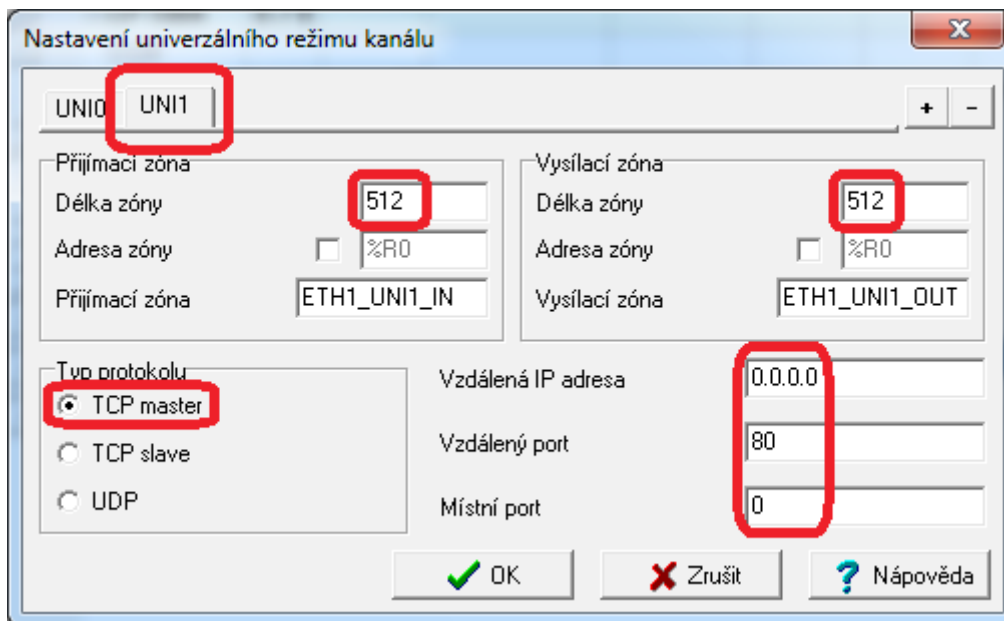 Nastavení univerzálního režimu kanálu
UNI0 UNI1 + -
Přijímací zóna
Délka zóny 512
Adresa zóny %R0
Přijímací zóna ETH1_UNI1_IN
Vysílací zóna
Délka zóny 512
Adresa zóny %R0
Vysílací zóna ETH1_UNI1_OUT
Typ protokolu
TCP master
TCP slave
UDP
Vzdálená IP adresa 0.0.0.0
Vzdálený port 80
Místní port 0
OK Zrušit ? Nápověda